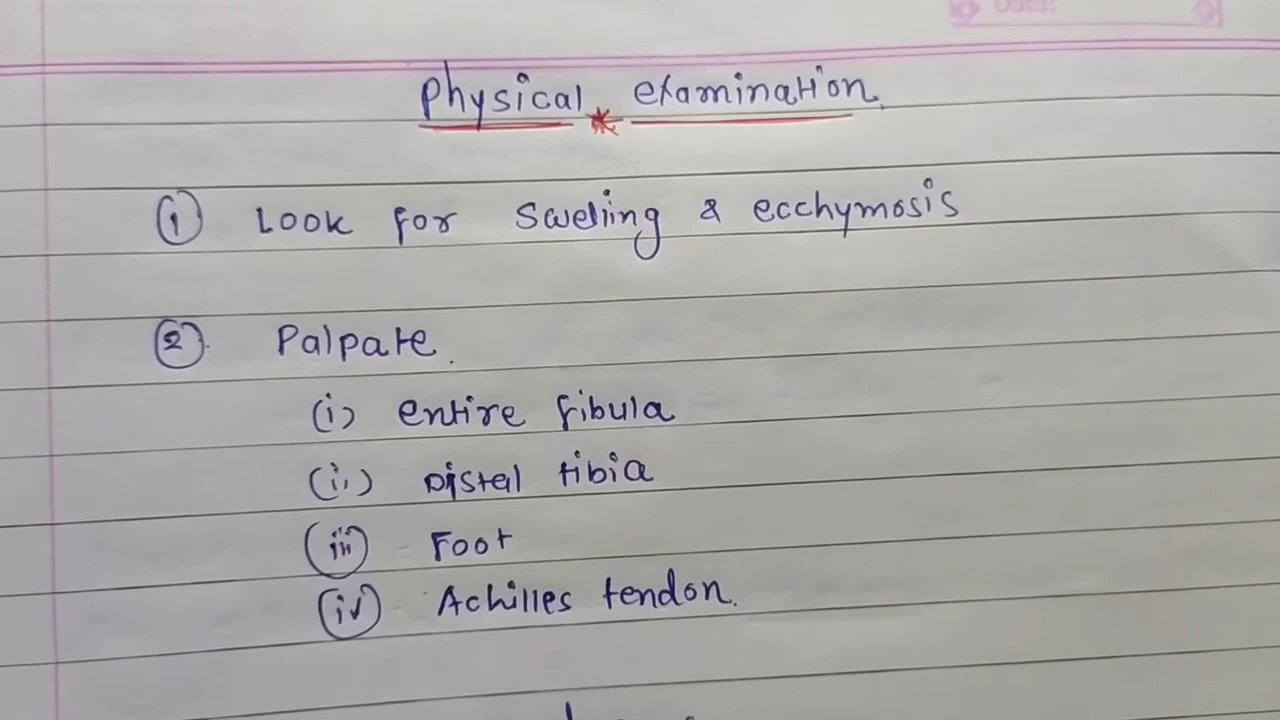 Date:
Physical examination.
① Look for Swelling & ecchymosis
② Palpate.
(i) entire fibula
(ii) Distal tibia
(iii) Foot
(iv) Achilles tendon.